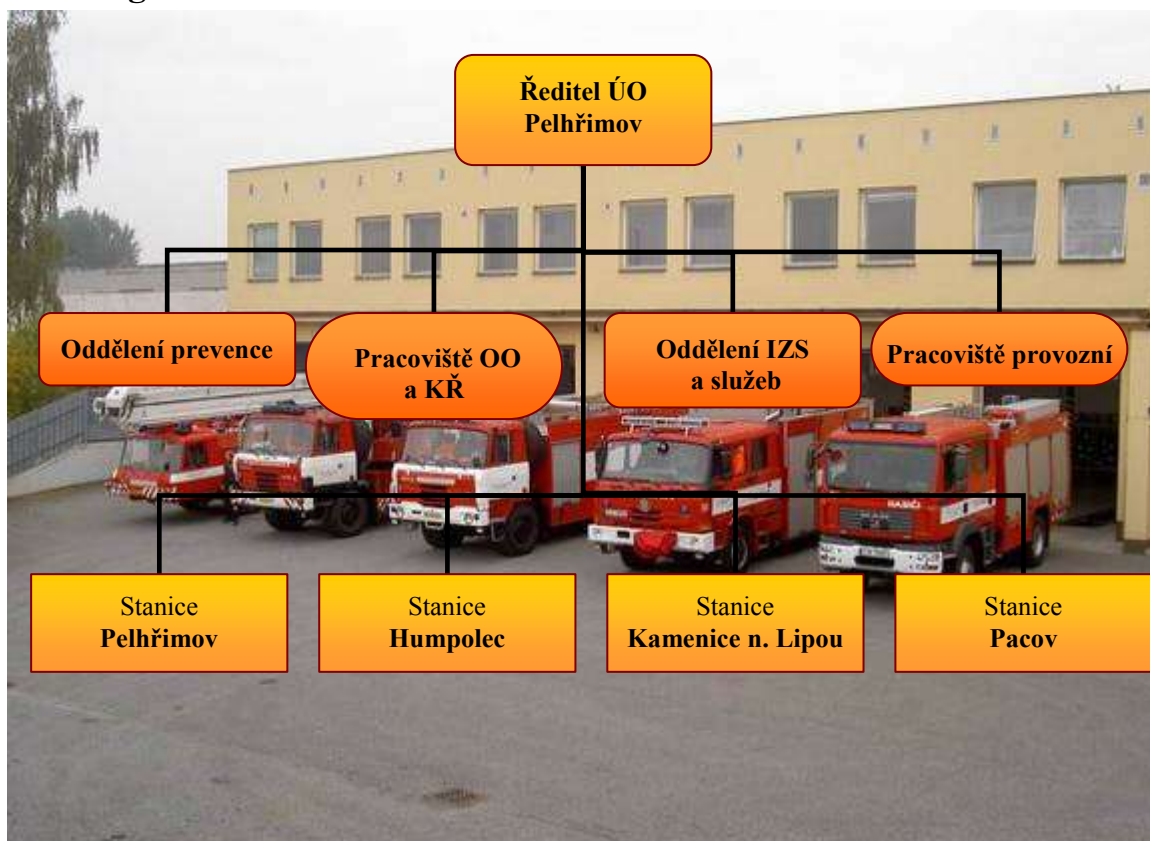 Ředitel ÚO
Pelhřimov
Oddělení prevence
Pracoviště OO
a KŘ
Oddělení IZS
a služeb
Pracoviště provozní
Stanice
Pelhřimov
Stanice
Humpolec
Stanice
Kamenice n. Lipou
Stanice
Pacov